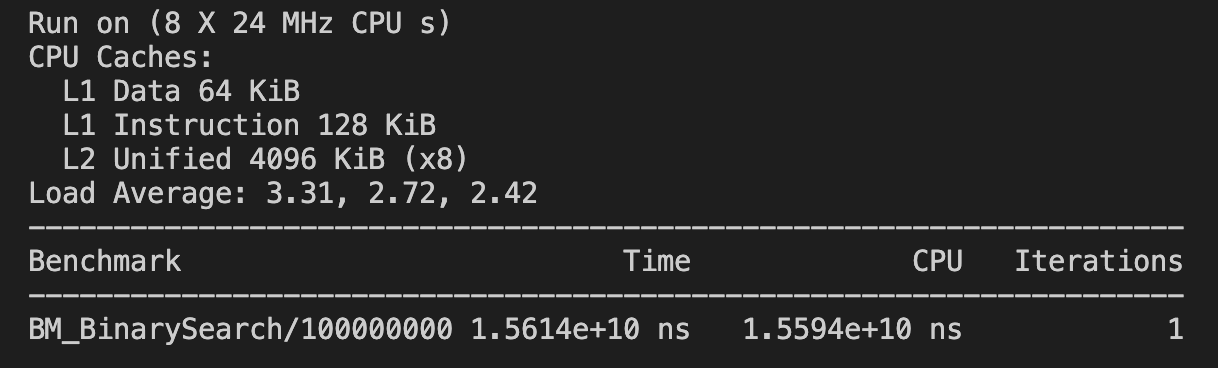 Run on (8 X 24 MHz CPU s)
CPU Caches:
  L1 Data 64 KiB
  L1 Instruction 128 KiB
  L2 Unified 4096 KiB (x8)
Load Average: 3.31, 2.72, 2.42
--------------------------------------------------------------------
Benchmark                          Time             CPU   Iterations
--------------------------------------------------------------------
BM_BinarySearch/100000000 1.5614e+10 ns   1.5594e+10 ns            1